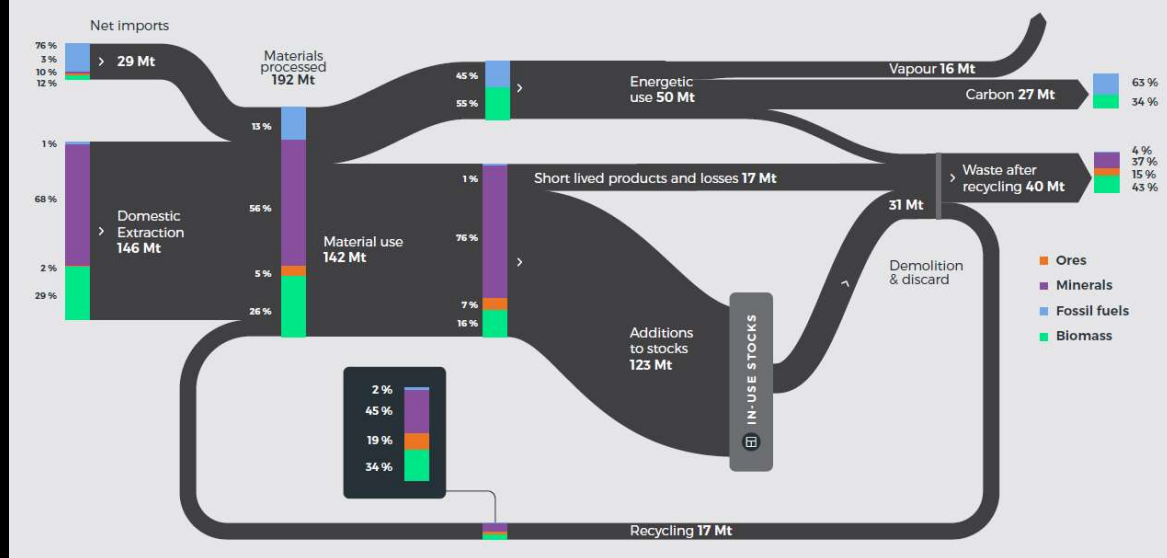 Net imports
76 %
3 %
10 %
12 %
29 Mt
Materials
processed
192 Mt
1 %
68 %
2 %
29 %
Domestic
Extraction
146 Mt
13 %
56 %
5 %
26 %
Material use
142 Mt
45 %
55 %
Energetic
use 50 Mt
Vapour 16 Mt
Carbon 27 Mt
63 %
34 %
1 %
76 %
7 %
16 %
Short lived products and losses 17 Mt
31 Mt
Waste after
recycling 40 Mt
4 %
37 %
15 %
43 %
Additions
to stocks
123 Mt
IN-USE STOCKS
Demolition
& discard
Ores
Minerals
Fossil fuels
Biomass
2 %
45 %
19 %
34 %
Recycling 17 Mt